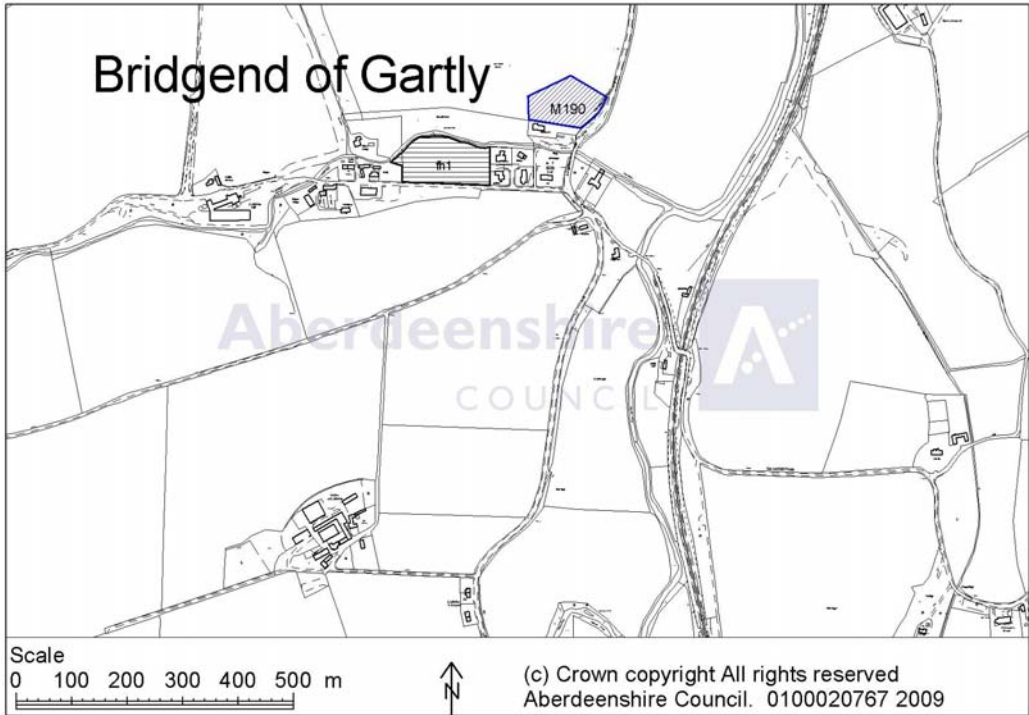 Bridgend of Gartly
M190
fh1
Aberdeenshire
COUNCIL
Scale
0 100 200 300 400 500 m
N
(c) Crown copyright All rights reserved
Aberdeenshire Council. 0100020767 2009